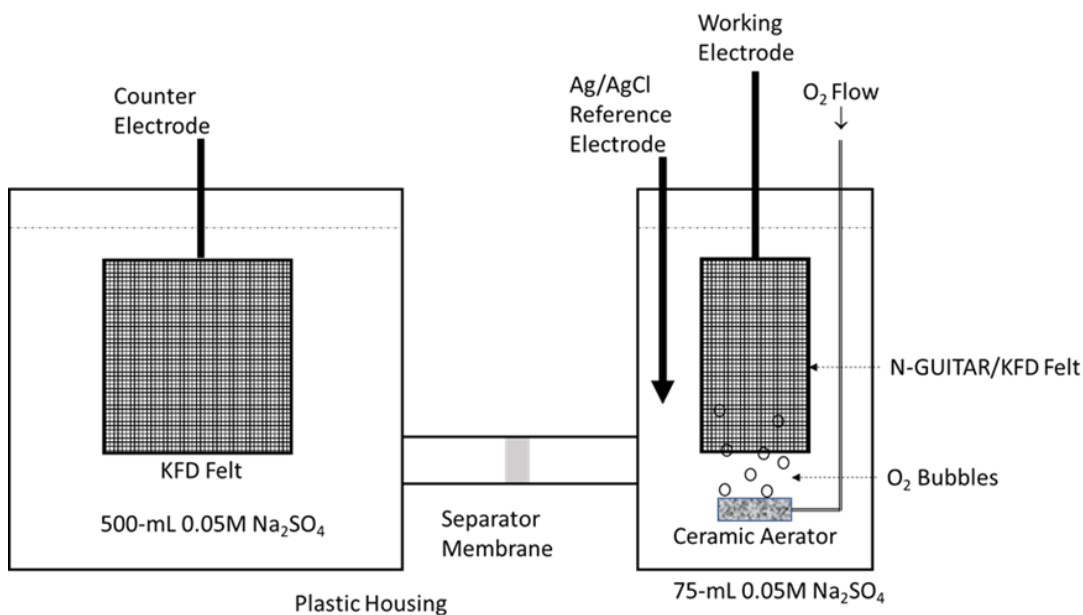 Counter
Electrode
KFD Felt
500-mL 0.05M Na₂SO₄
Separator
Membrane
Plastic Housing
Ag/AgCl
Reference
Electrode
Working
Electrode
O₂ Flow
N-GUITAR/KFD Felt
O₂ Bubbles
Ceramic Aerator
75-mL 0.05M Na₂SO₄